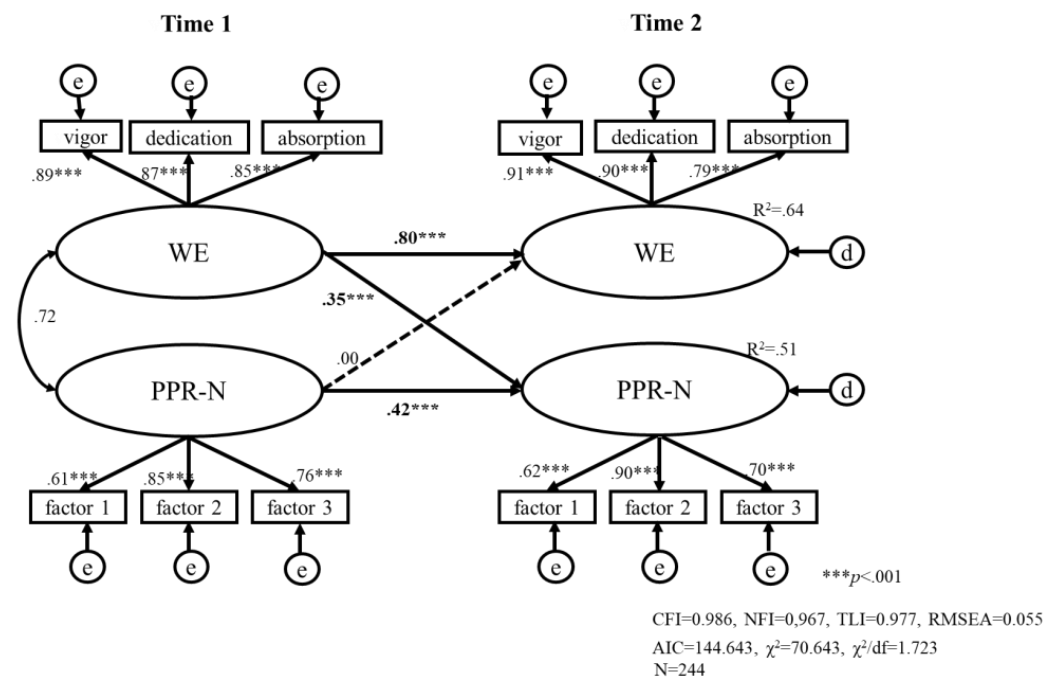 Time 1 Time 2
e e e e e e
vigor dedication absorption vigor dedication absorption
.89*** .87*** .85*** .91*** .90*** .79***
R²=.64
WE .80*** WE d
.35***
.72
.00 R²=.51
PPR-N PPR-N d
.42***
.61*** .85*** .76*** .62*** .90*** .70***
factor 1 factor 2 factor 3 factor 1 factor 2 factor 3
e e e e e e
***p<.001
CFI=0.986, NFI=0,967, TLI=0.977, RMSEA=0.055
AIC=144.643, χ²=70.643, χ²/df=1.723
N=244